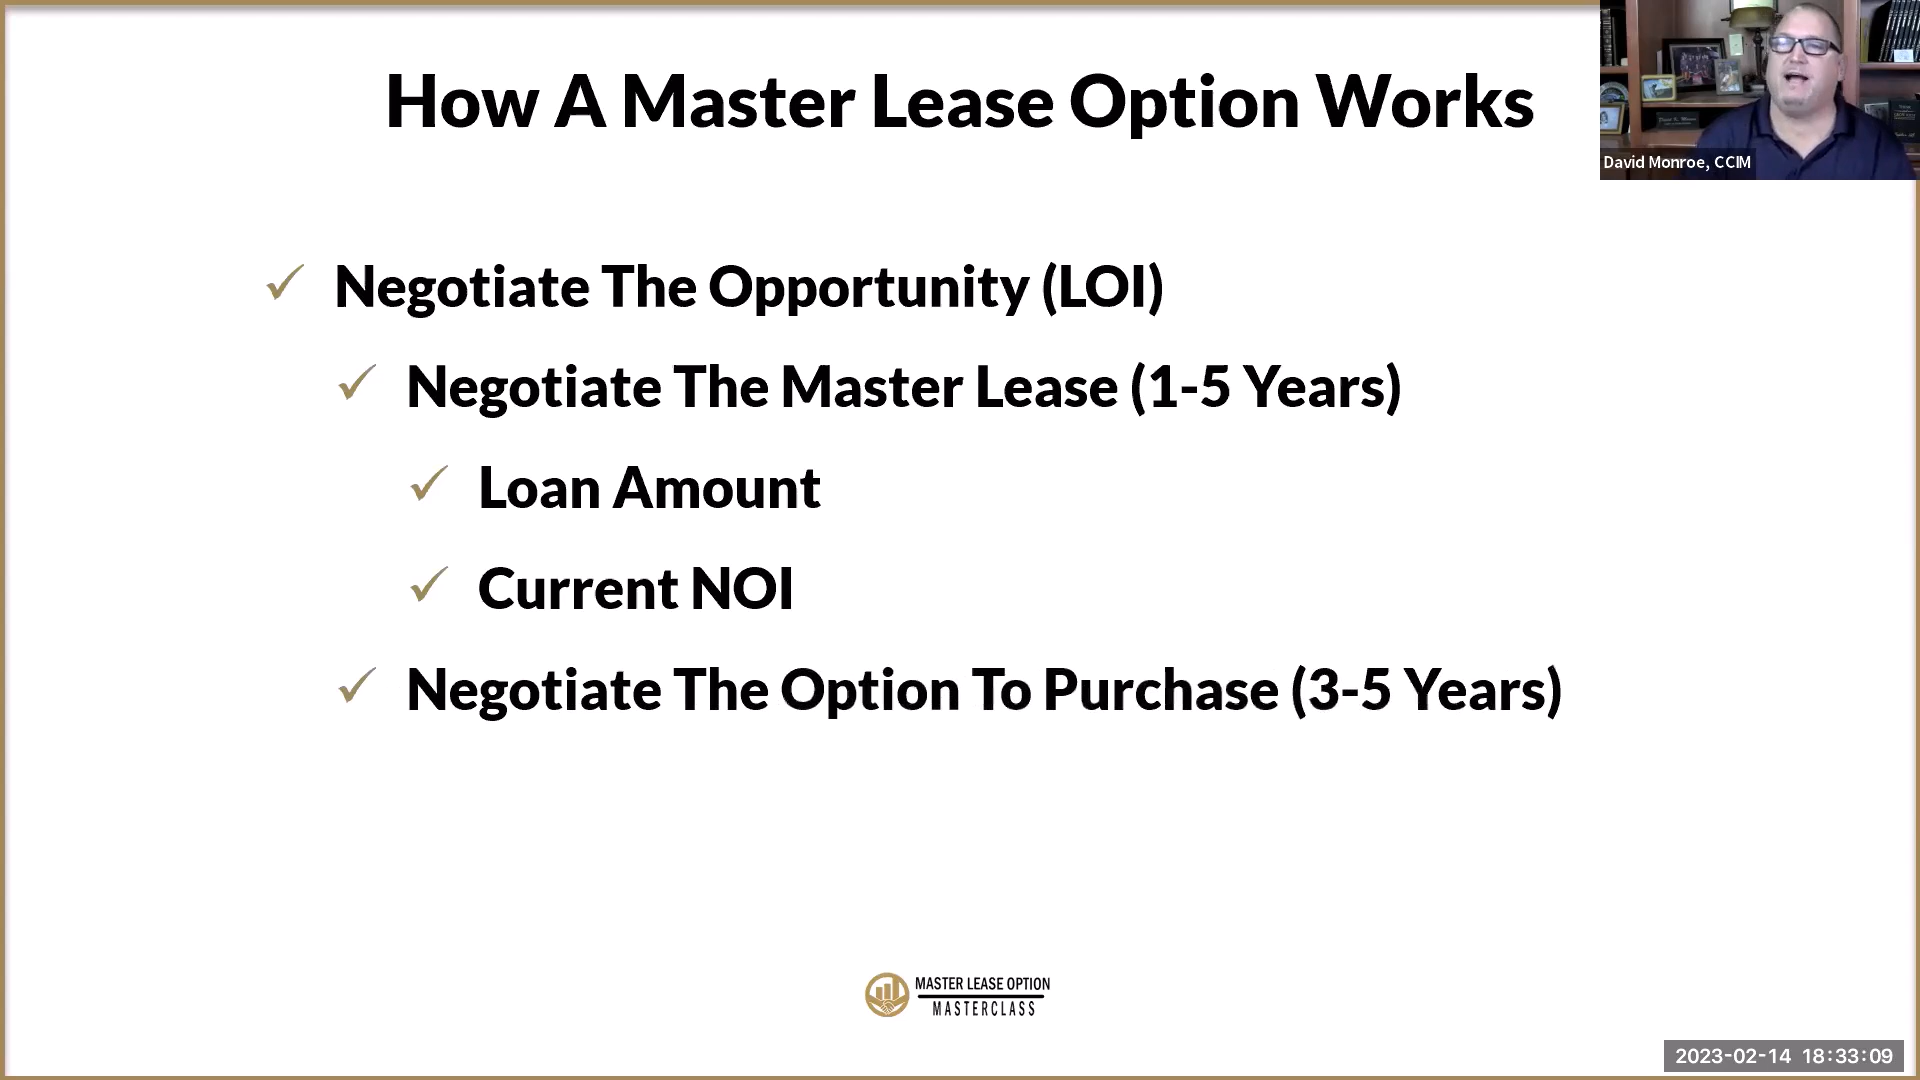 How A Master Lease Option Works
David Monroe, CCIM
Negotiate The Opportunity (LOI)
Negotiate The Master Lease (1-5 Years)
Loan Amount
Current NOI
Negotiate The Option To Purchase (3-5 Years)
MASTER LEASE OPTION
MASTERCLASS
2023-02-14 18:33:09